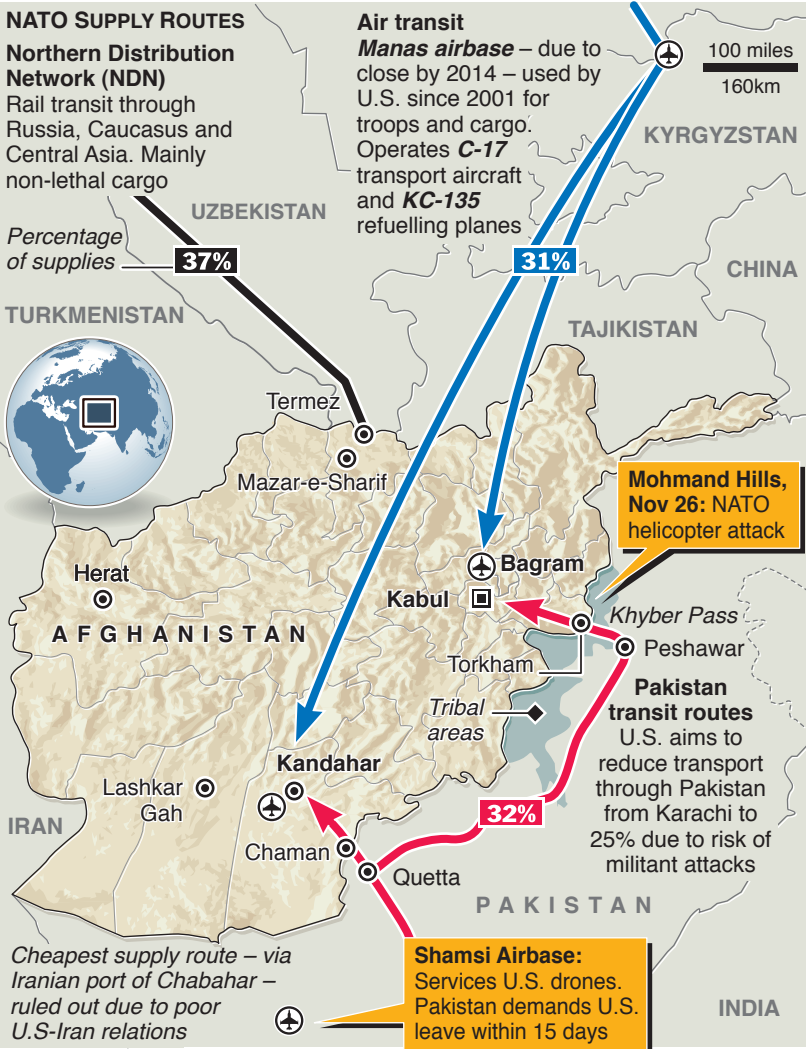 NATO SUPPLY ROUTES
Northern Distribution
Network (NDN)
Rail transit through
Russia, Caucasus and
Central Asia. Mainly
non-lethal cargo
Percentage
of supplies
37%
Air transit
Manas airbase – due to
close by 2014 – used by
U.S. since 2001 for
troops and cargo.
Operates C-17
transport aircraft
and KC-135
refuelling planes
31%
100 miles
160km
KYRGYZSTAN
UZBEKISTAN
CHINA
TURKMENISTAN
TAJIKISTAN
Termez
Mazar-e-Sharif
Mohmand Hills,
Nov 26: NATO
helicopter attack
Herat
Bagram
Kabul
AFGHANISTAN
Khyber Pass
Torkham
Peshawar
Tribal
areas
Pakistan
transit routes
U.S. aims to
reduce transport
through Pakistan
from Karachi to
25% due to risk of
militant attacks
Kandahar
Lashkar
Gah
32%
IRAN
Chaman
Quetta
PAKISTAN
Cheapest supply route – via
Iranian port of Chabahar –
ruled out due to poor
U.S-Iran relations
Shamsi Airbase:
Services U.S. drones.
Pakistan demands U.S.
leave within 15 days
INDIA